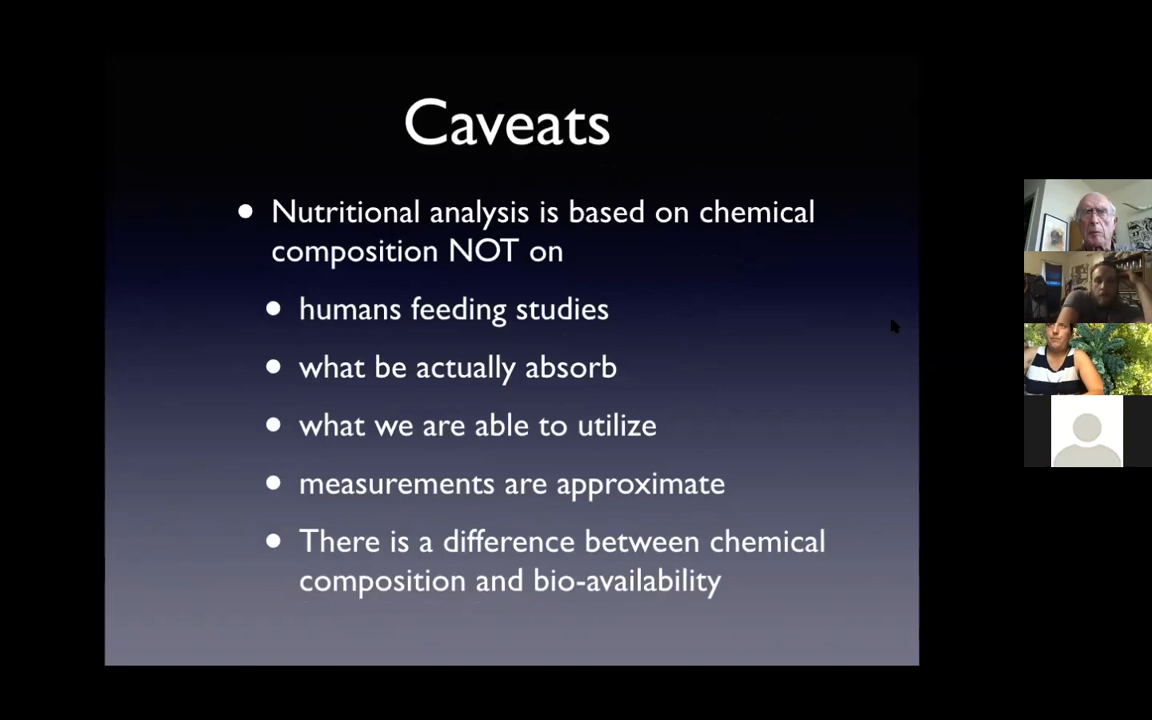 Caveats
• Nutritional analysis is based on chemical
composition NOT on
• humans feeding studies
• what be actually absorb
• what we are able to utilize
• measurements are approximate
• There is a difference between chemical
composition and bio-availability